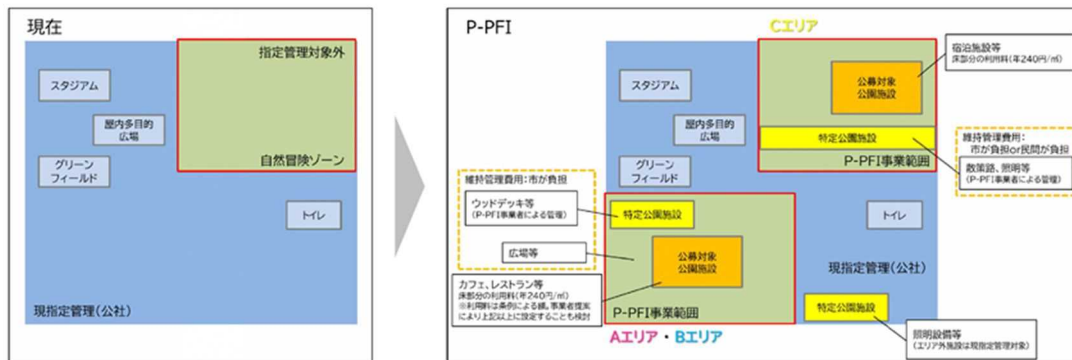 現在
指定管理対象外
スタジアム
屋内多目的
広場
グリーン
フィールド
自然冒険ゾーン
トイレ
現指定管理(公社)
P-PFI
Cエリア
宿泊施設等
床部分の利用料(年240円/㎡)
公募対象
公園施設
スタジアム
屋内多目的
広場
特定公園施設
維持管理費用:
市が負担or民間が負担
散策路、照明等
(P-PFI事業者による管理)
P-PFI事業範囲
グリーン
フィールド
維持管理費用:市が負担
ウッドデッキ等
(P-PFI事業者による管理)
特定公園施設
トイレ
広場等
公募対象
公園施設
現指定管理(公社)
カフェ、レストラン等
床部分の利用料(年240円/㎡)
※利用料は条例による額。事業者提案
により上記以上に設定することも検討
P-PFI事業範囲
特定公園施設
Aエリア・Bエリア
照明設備等
(エリア外施設は現指定管理対象)